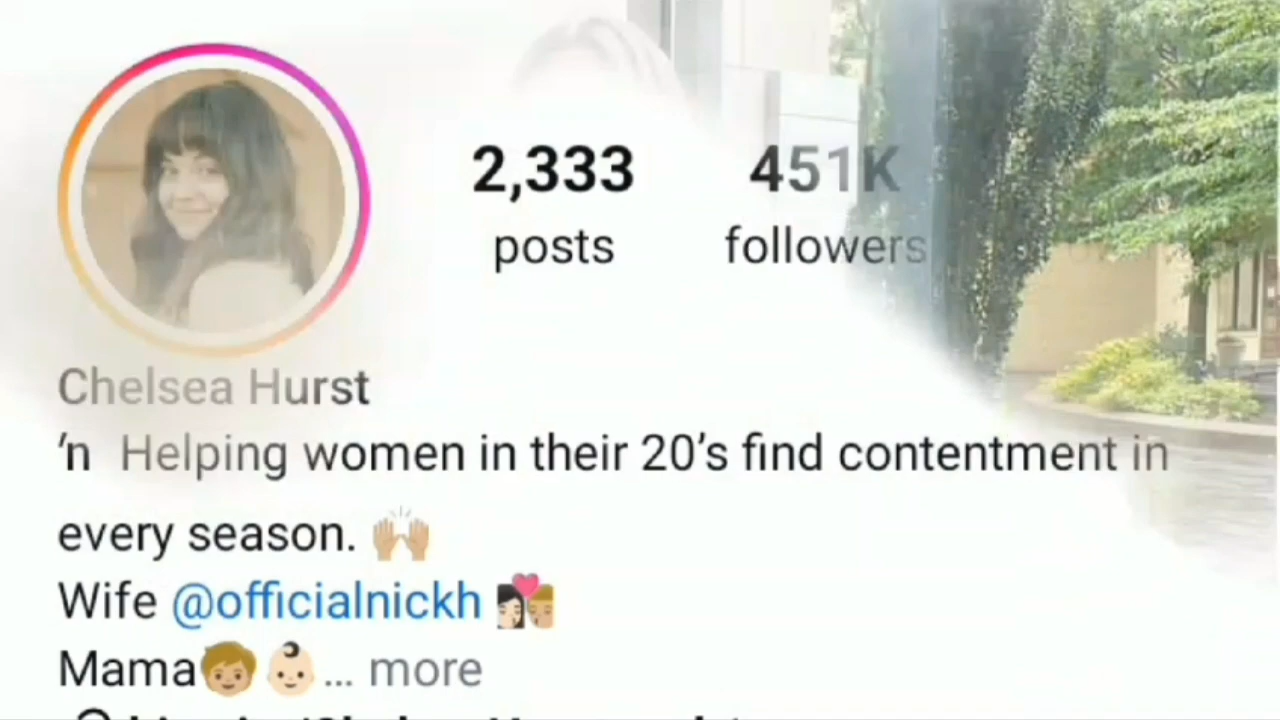 2,333 451K
posts followers
Chelsea Hurst
'n Helping women in their 20’s find contentment in
every season. 🙌🏼
Wife @officialnickh 👩🏻‍❤️‍💋‍👨🏼
Mama🧒🏼👶🏻... more